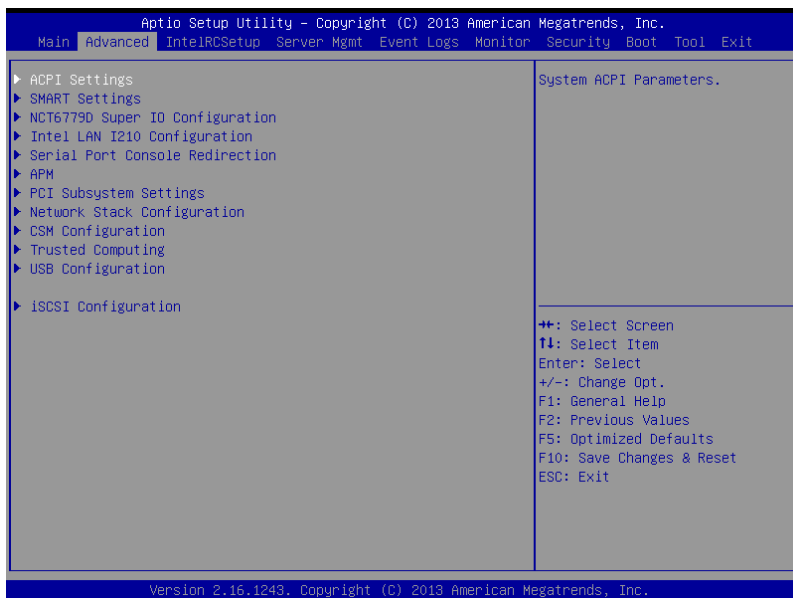 Aptio Setup Utility – Copyright (C) 2013 American Megatrends, Inc.
Main Advanced IntelRCSetup Server Mgmt Event Logs Monitor Security Boot Tool Exit
ACPI Settings
SMART Settings
NCT6779D Super IO Configuration
Intel LAN I210 Configuration
Serial Port Console Redirection
APM
PCI Subsystem Settings
Network Stack Configuration
CSM Configuration
Trusted Computing
USB Configuration
iSCSI Configuration
System ACPI Parameters.
→←: Select Screen
↑↓: Select Item
Enter: Select
+/-: Change Opt.
F1: General Help
F2: Previous Values
F5: Optimized Defaults
F10: Save Changes & Reset
ESC: Exit
Version 2.16.1243. Copyright (C) 2013 American Megatrends, Inc.